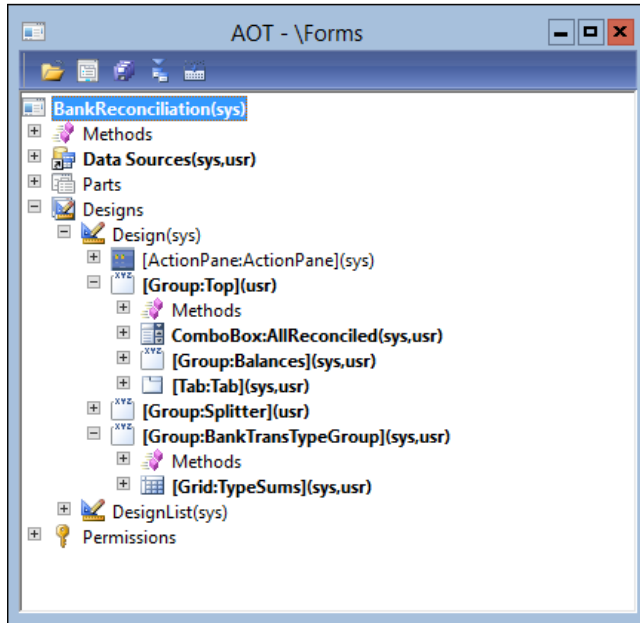 AOT - \Forms
BankReconciliation(sys)
Methods
Data Sources(sys,usr)
Parts
Designs
Design(sys)
[ActionPane:ActionPane](sys)
[Group:Top](usr)
Methods
ComboBox:AllReconciled(sys,usr)
[Group:Balances](sys,usr)
[Tab:Tab](sys,usr)
[Group:Splitter](usr)
[Group:BankTransTypeGroup](sys,usr)
Methods
[Grid:TypeSums](sys,usr)
DesignList(sys)
Permissions